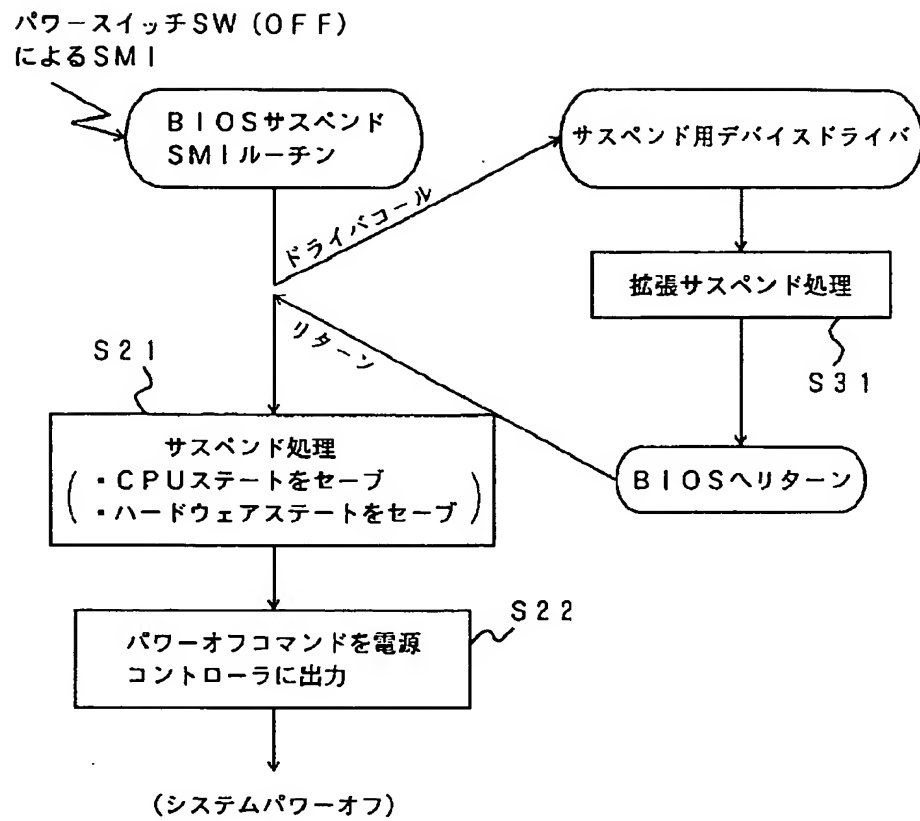 パワースイッチSW(OFF)
によるSMI
BIOSサスペンド
SMIルーチン
サスペンド用デバイスドライバ
ドライバコール
拡張サスペンド処理
S31
リターン
S21
サスペンド処理
・CPUステートをセーブ
・ハードウェアステートをセーブ
BIOSへリターン
S22
パワーオフコマンドを電源
コントローラに出力
(システムパワーオフ)